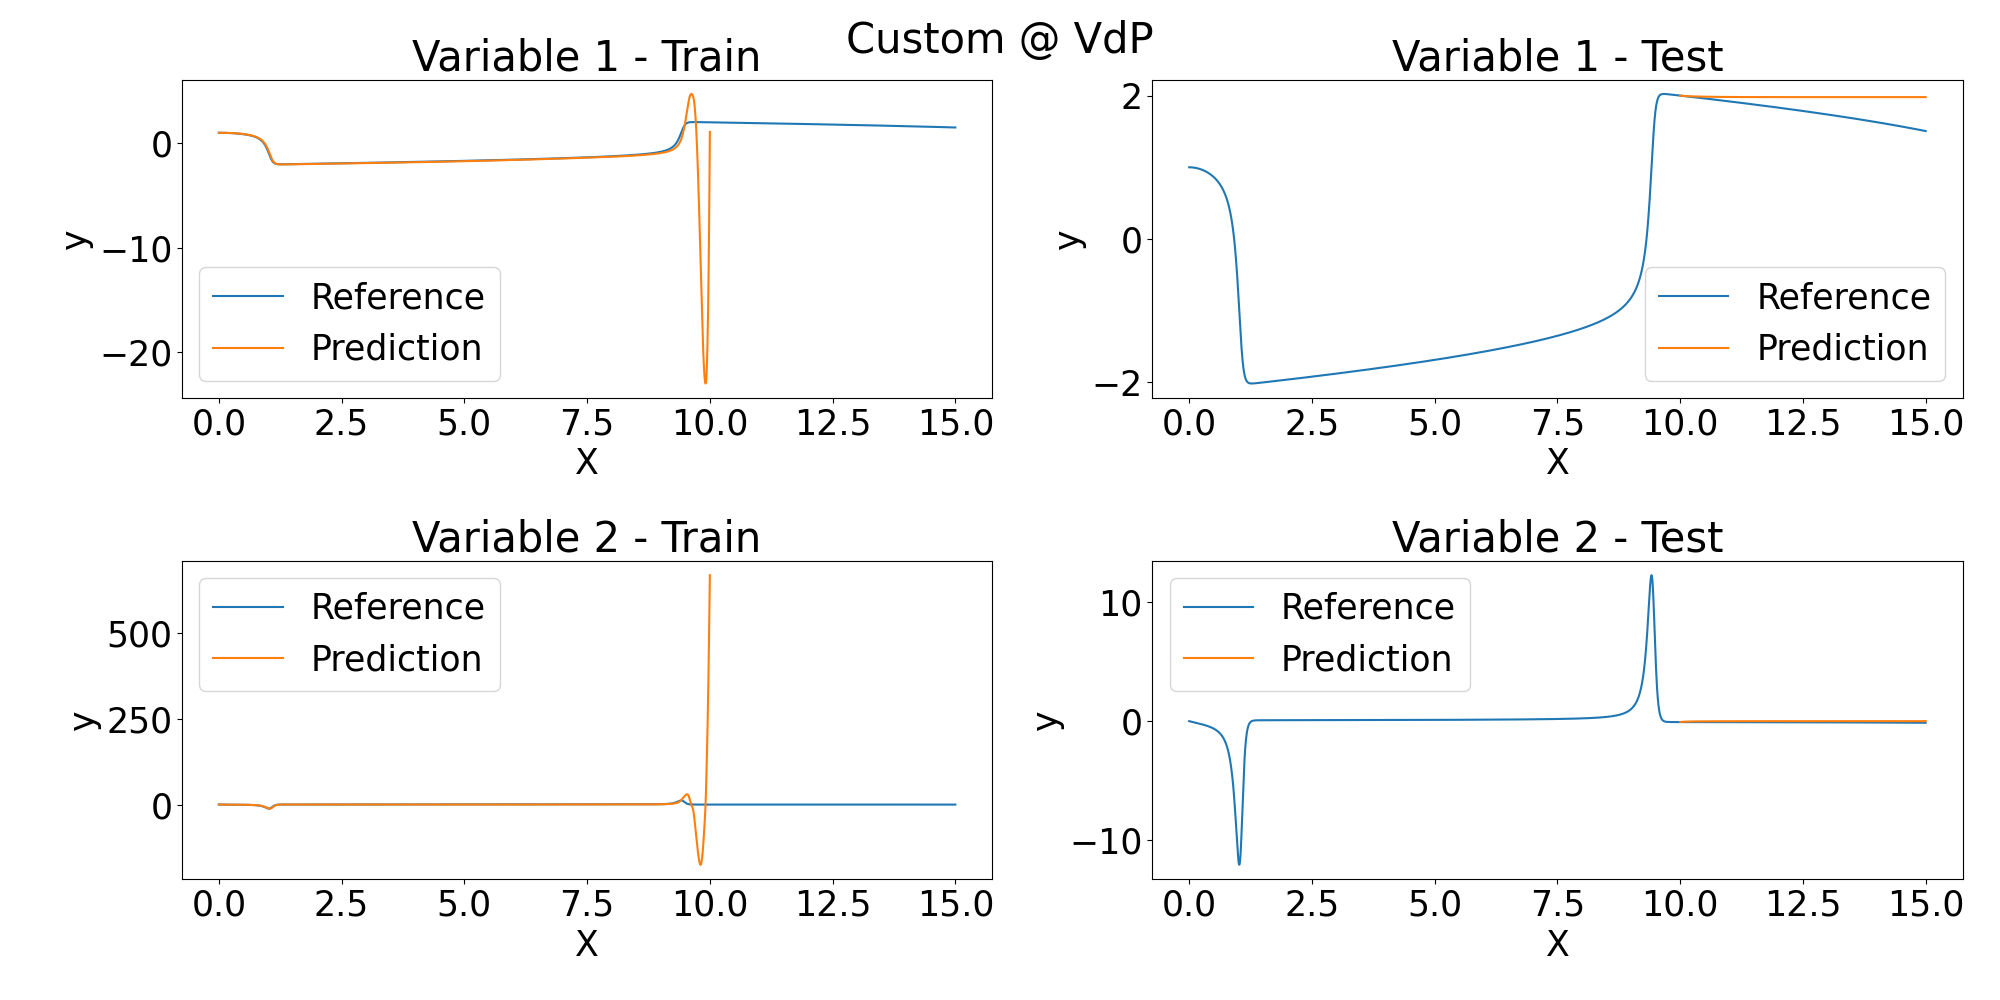 Custom @ VdP
Variable 1 - Train
y
0
−10
−20
Reference
Prediction
0.0 2.5 5.0 7.5 10.0 12.5 15.0
X
Variable 1 - Test
y
2
0
−2
Reference
Prediction
0.0 2.5 5.0 7.5 10.0 12.5 15.0
X
Variable 2 - Train
y
500
250
0
Reference
Prediction
0.0 2.5 5.0 7.5 10.0 12.5 15.0
X
Variable 2 - Test
y
10
0
−10
Reference
Prediction
0.0 2.5 5.0 7.5 10.0 12.5 15.0
X